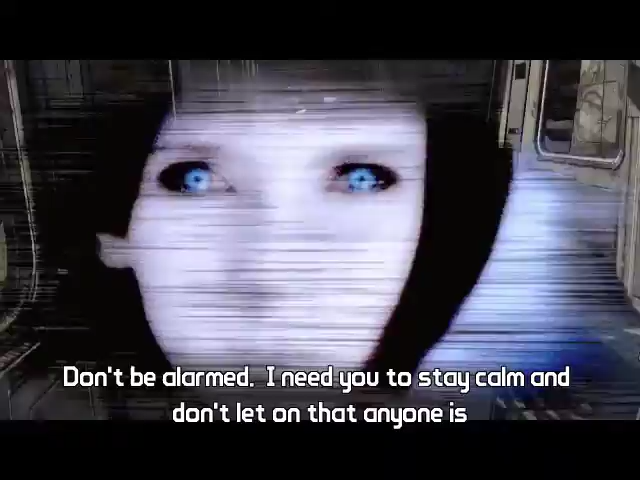 Don't be alarmed.  I need you to stay calm and
don't let on that anyone is